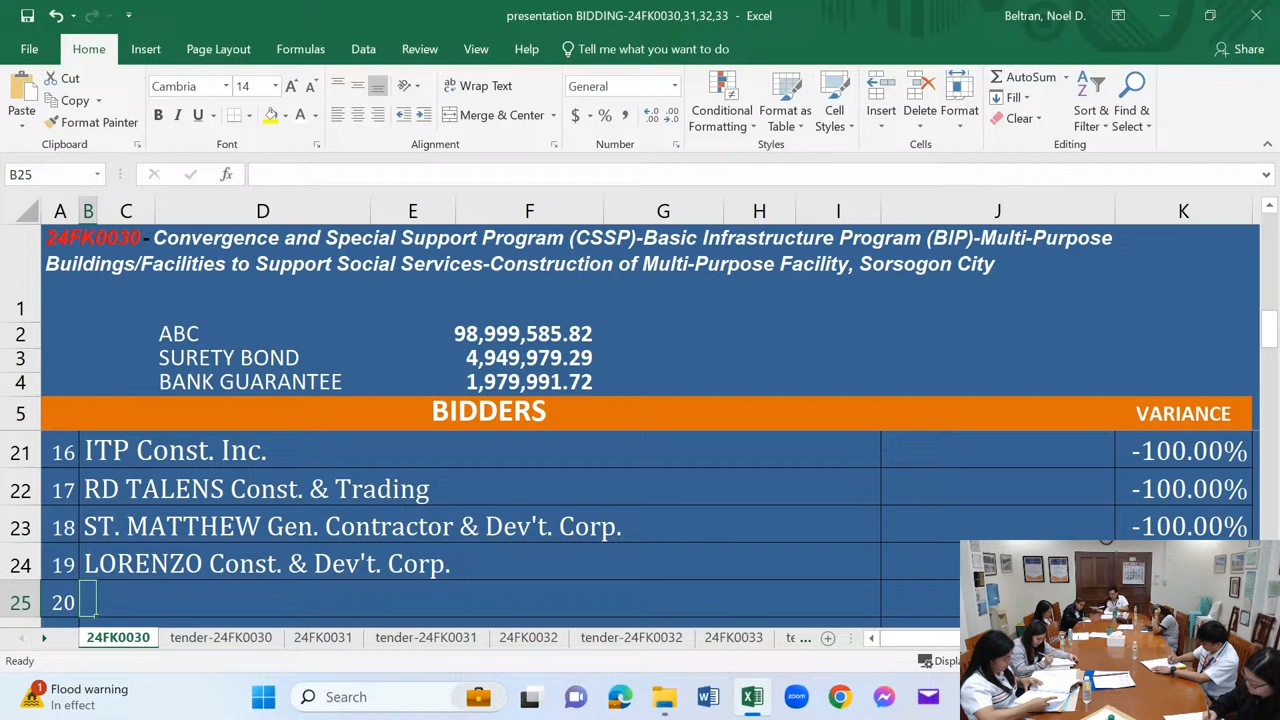 presentation BIDDING-24FK0030,31,32,33 - Excel
Beltran, Noel D.
File Home Insert Page Layout Formulas Data Review View Help Tell me what you want to do Share
Paste
Cut
Copy
Format Painter
Clipboard
Cambria 14
B I U
Font
Wrap Text
Merge & Center
Alignment
General
$ % ,
Number
Conditional Formatting
Format as Table
Cell Styles
Styles
Insert Delete Format
Cells
AutoSum
Fill
Clear
Sort & Filter
Find & Select
Editing
B25
fx
A B C D E F G H I J K
24FK0030 - Convergence and Special Support Program (CSSP)-Basic Infrastructure Program (BIP)-Multi-Purpose
Buildings/Facilities to Support Social Services-Construction of Multi-Purpose Facility, Sorsogon City
1
2 ABC 98,999,585.82
3 SURETY BOND 4,949,979.29
4 BANK GUARANTEE 1,979,991.72
5 BIDDERS VARIANCE
21 16 ITP Const. Inc. -100.00%
22 17 RD TALENS Const. & Trading -100.00%
23 18 ST. MATTHEW Gen. Contractor & Dev't. Corp. -100.00%
24 19 LORENZO Const. & Dev't. Corp.
25 20
24FK0030 tender-24FK0030 24FK0031 tender-24FK0031 24FK0032 tender-24FK0032 24FK0033 te ...
Ready
Displ
1
Flood warning
In effect
Search
zoom